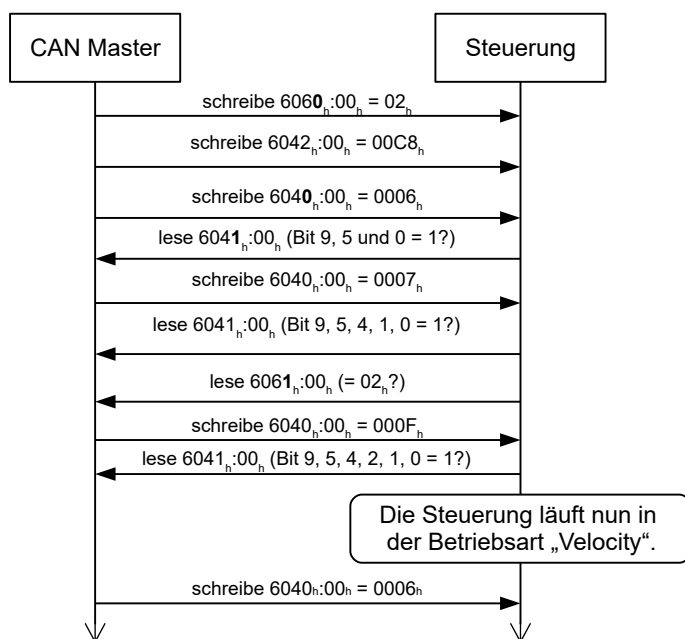 CAN Master
Steuerung
schreibe 6060ₕ:00ₕ = 02ₕ
schreibe 6042ₕ:00ₕ = 00C8ₕ
schreibe 6040ₕ:00ₕ = 0006ₕ
lese 6041ₕ:00ₕ (Bit 9, 5 und 0 = 1?)
schreibe 6040ₕ:00ₕ = 0007ₕ
lese 6041ₕ:00ₕ (Bit 9, 5, 4, 1, 0 = 1?)
lese 6061ₕ:00ₕ (= 02ₕ?)
schreibe 6040ₕ:00ₕ = 000Fₕ
lese 6041ₕ:00ₕ (Bit 9, 5, 4, 2, 1, 0 = 1?)
Die Steuerung läuft nun in
der Betriebsart „Velocity“.
schreibe 6040ₕ:00ₕ = 0006ₕ